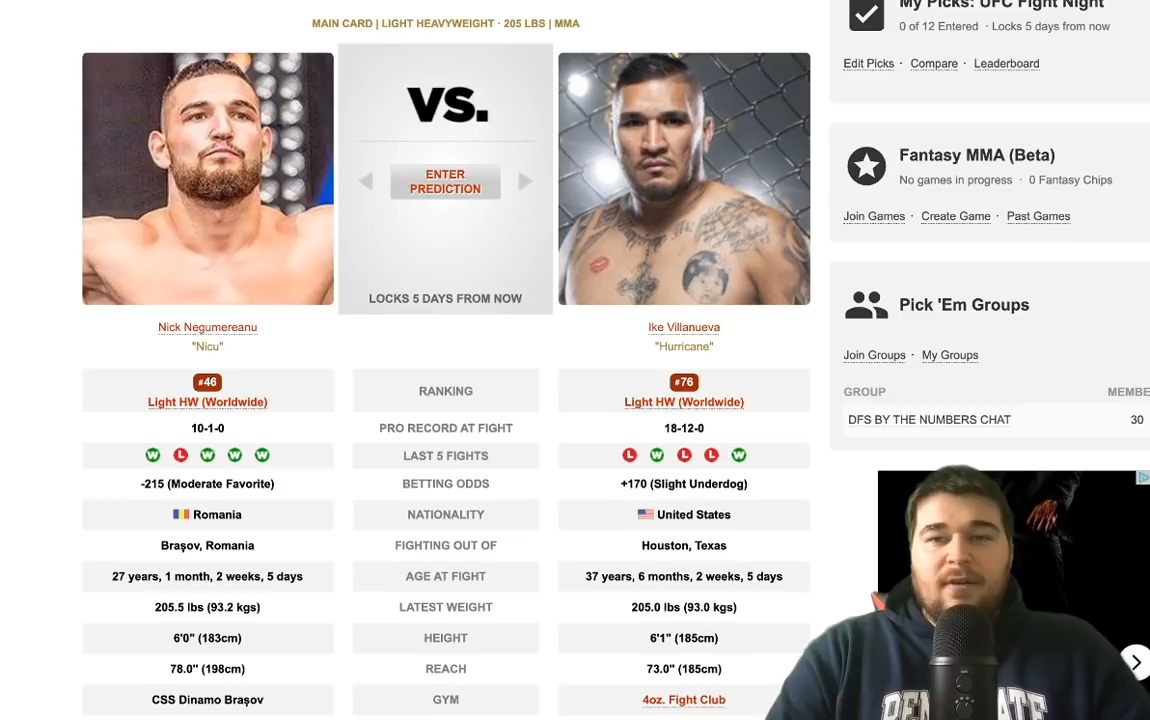 MAIN CARD | LIGHT HEAVYWEIGHT · 205 LBS | MMA
VS.
ENTER
PREDICTION
LOCKS 5 DAYS FROM NOW
Nick Negumereanu
"Nicu"
Ike Villanueva
"Hurricane"
#46
Light HW (Worldwide)
RANKING
#76
Light HW (Worldwide)
10-1-0 PRO RECORD AT FIGHT 18-12-0
W L W W W LAST 5 FIGHTS L W L L W
-215 (Moderate Favorite) BETTING ODDS +170 (Slight Underdog)
Romania NATIONALITY United States
Brașov, Romania FIGHTING OUT OF Houston, Texas
27 years, 1 month, 2 weeks, 5 days AGE AT FIGHT 37 years, 6 months, 2 weeks, 5 days
205.5 lbs (93.2 kgs) LATEST WEIGHT 205.0 lbs (93.0 kgs)
6'0" (183cm) HEIGHT 6'1" (185cm)
78.0" (198cm) REACH 73.0" (185cm)
CSS Dinamo Brașov GYM 4oz. Fight Club
My Picks: UFC Fight Night
0 of 12 Entered · Locks 5 days from now
Edit Picks · Compare · Leaderboard
Fantasy MMA (Beta)
No games in progress · 0 Fantasy Chips
Join Games · Create Game · Past Games
Pick 'Em Groups
Join Groups · My Groups
GROUP MEMBE
DFS BY THE NUMBERS CHAT 30